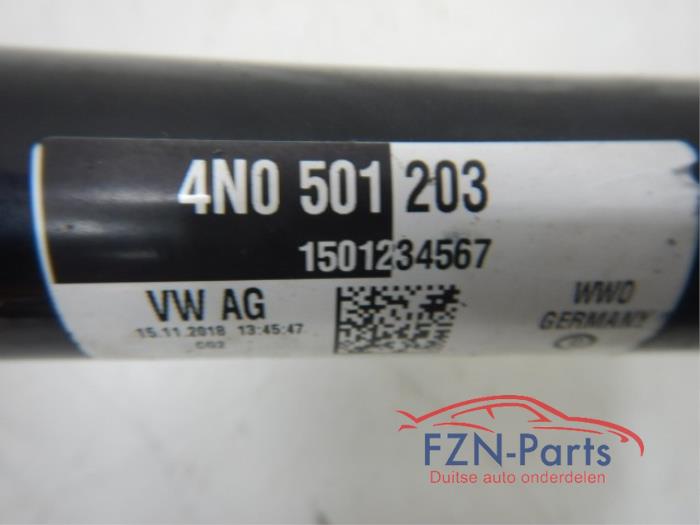 4N0 501 203
1501234567
VW AG
15.11.2018 13:45:47
WWO
GERMANY
FZN-Parts
Duitse auto onderdelen